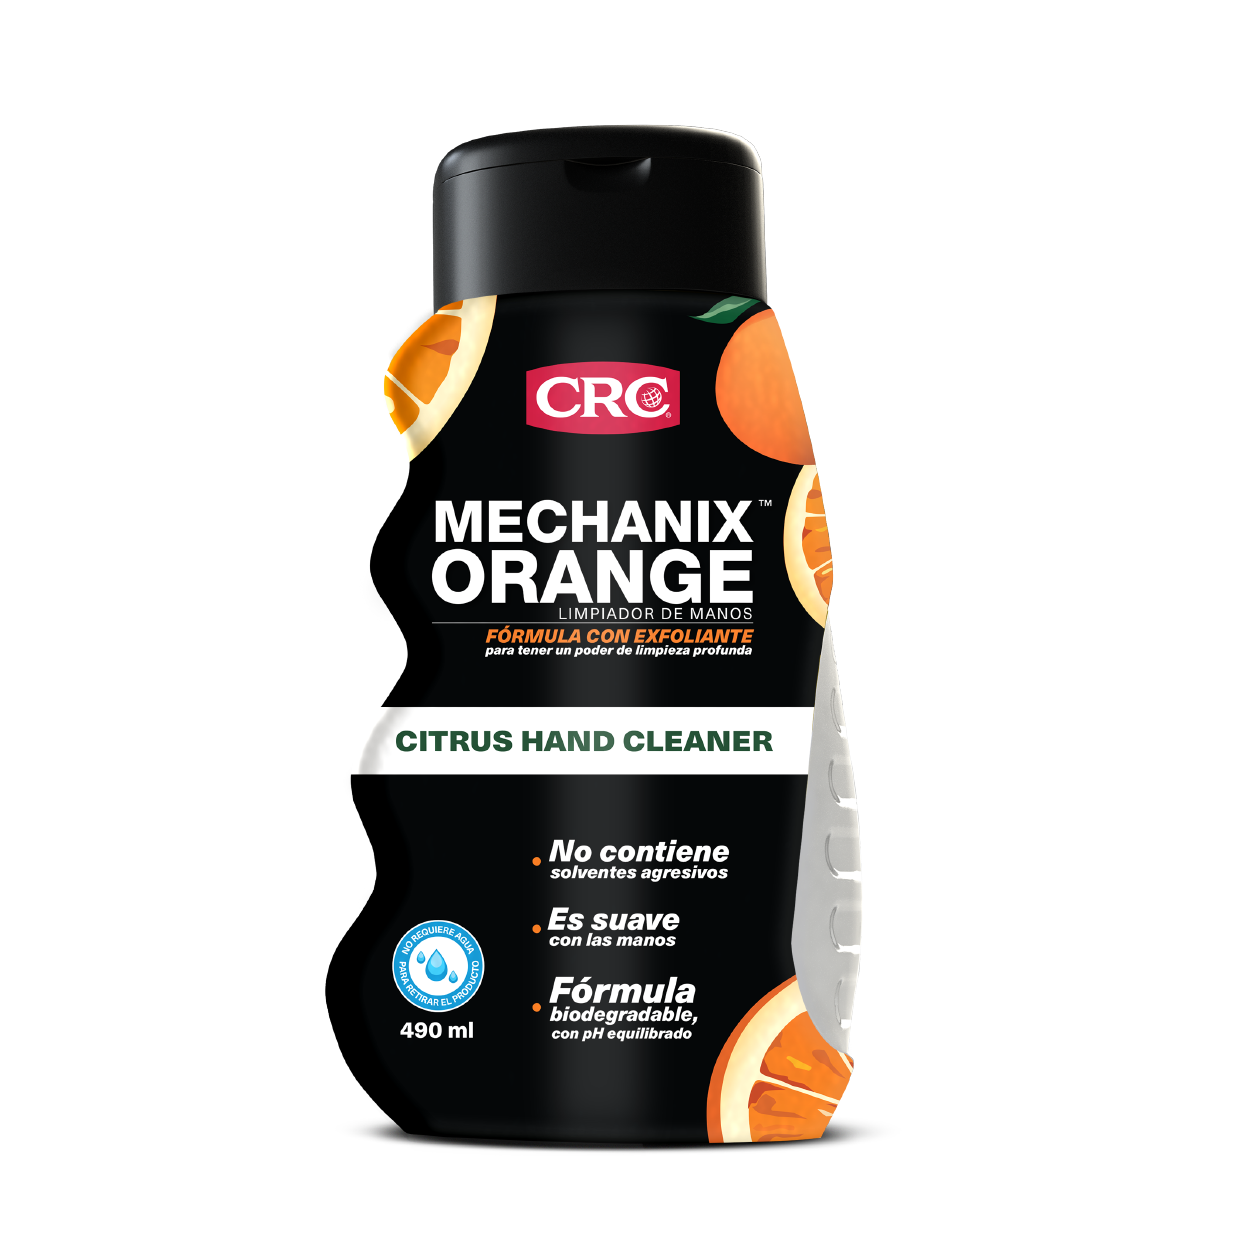 CRC
®
MECHANIX™
ORANGE
LIMPIADOR DE MANOS
FÓRMULA CON EXFOLIANTE
para tener un poder de limpieza profunda
CITRUS HAND CLEANER
No contiene
solventes agresivos
Es suave
con las manos
Fórmula
biodegradable,
con pH equilibrado
NO REQUIERE AGUA
PARA RETIRAR EL PRODUCTO
490 ml